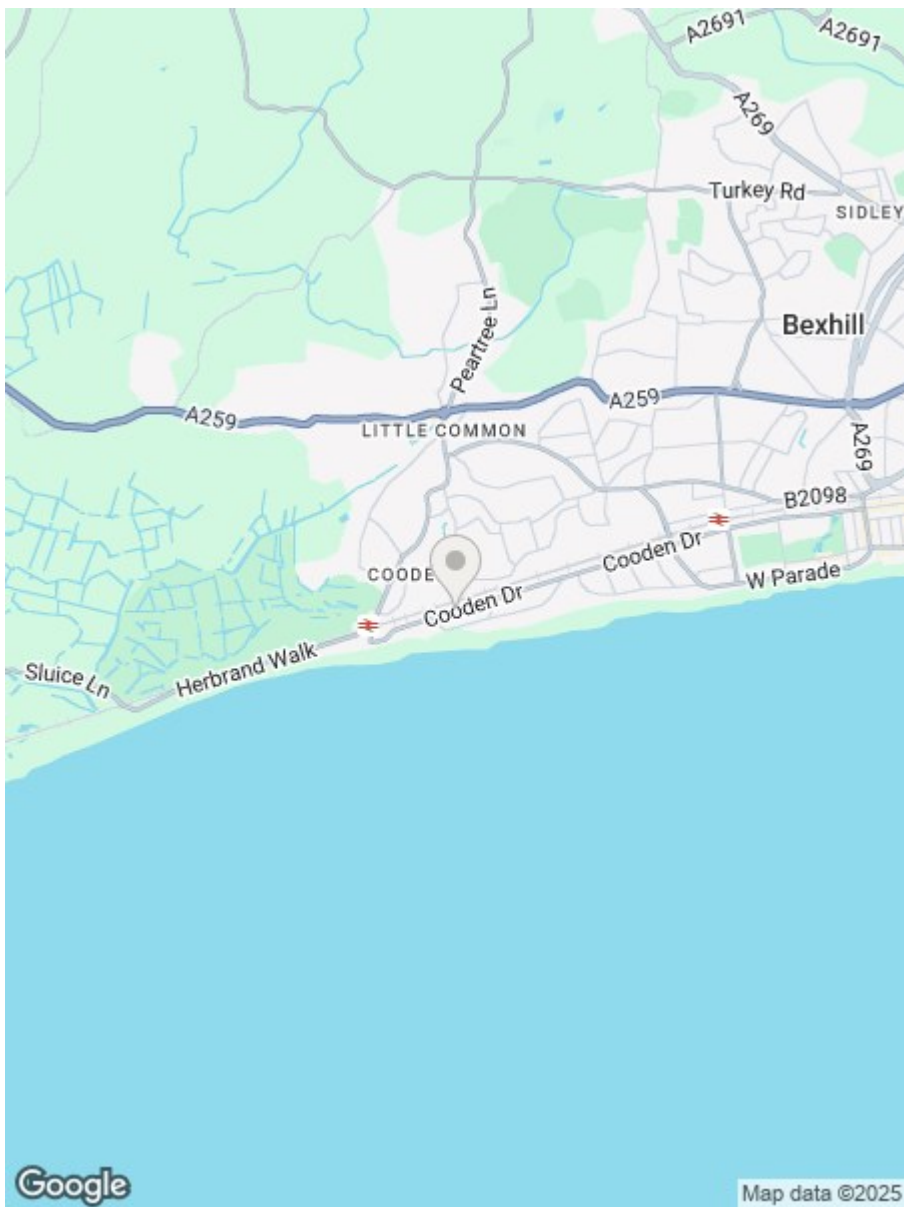 A2691
A2691
A269
Turkey Rd
SIDLEY
Bexhill
Peartree Ln
A259
A259
LITTLE COMMON
A269
B2098
Cooden Dr
COODE
W Parade
Cooden Dr
Herbrand Walk
Sluice Ln
Google
Map data ©2025